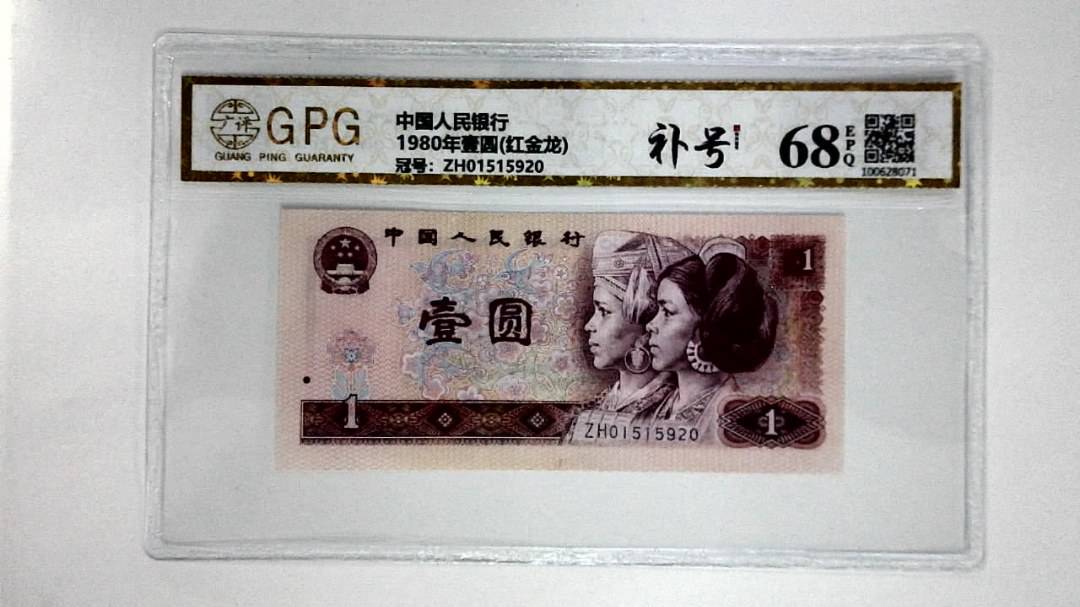 广评
GPG
GUANG PING GUARANTY
中国人民银行
1980年壹圆(红金龙)
冠号：ZH01515920
补号
68
EPQ
100628071
中国人民银行
1
壹圆
1
ZH01515920
1